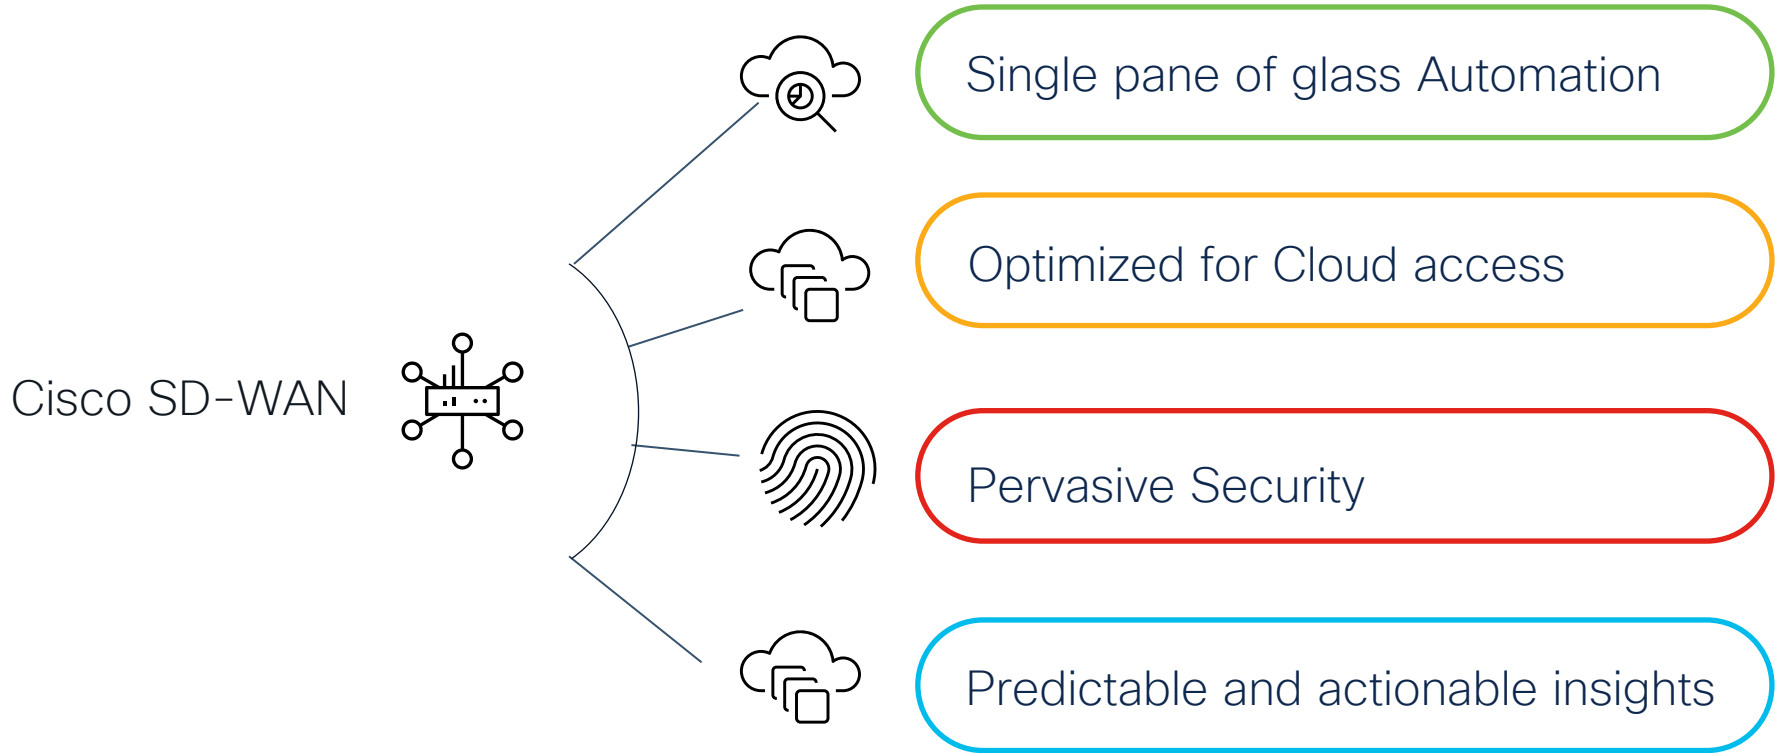 Single pane of glass Automation
Optimized for Cloud access
Cisco SD-WAN
Pervasive Security
Predictable and actionable insights